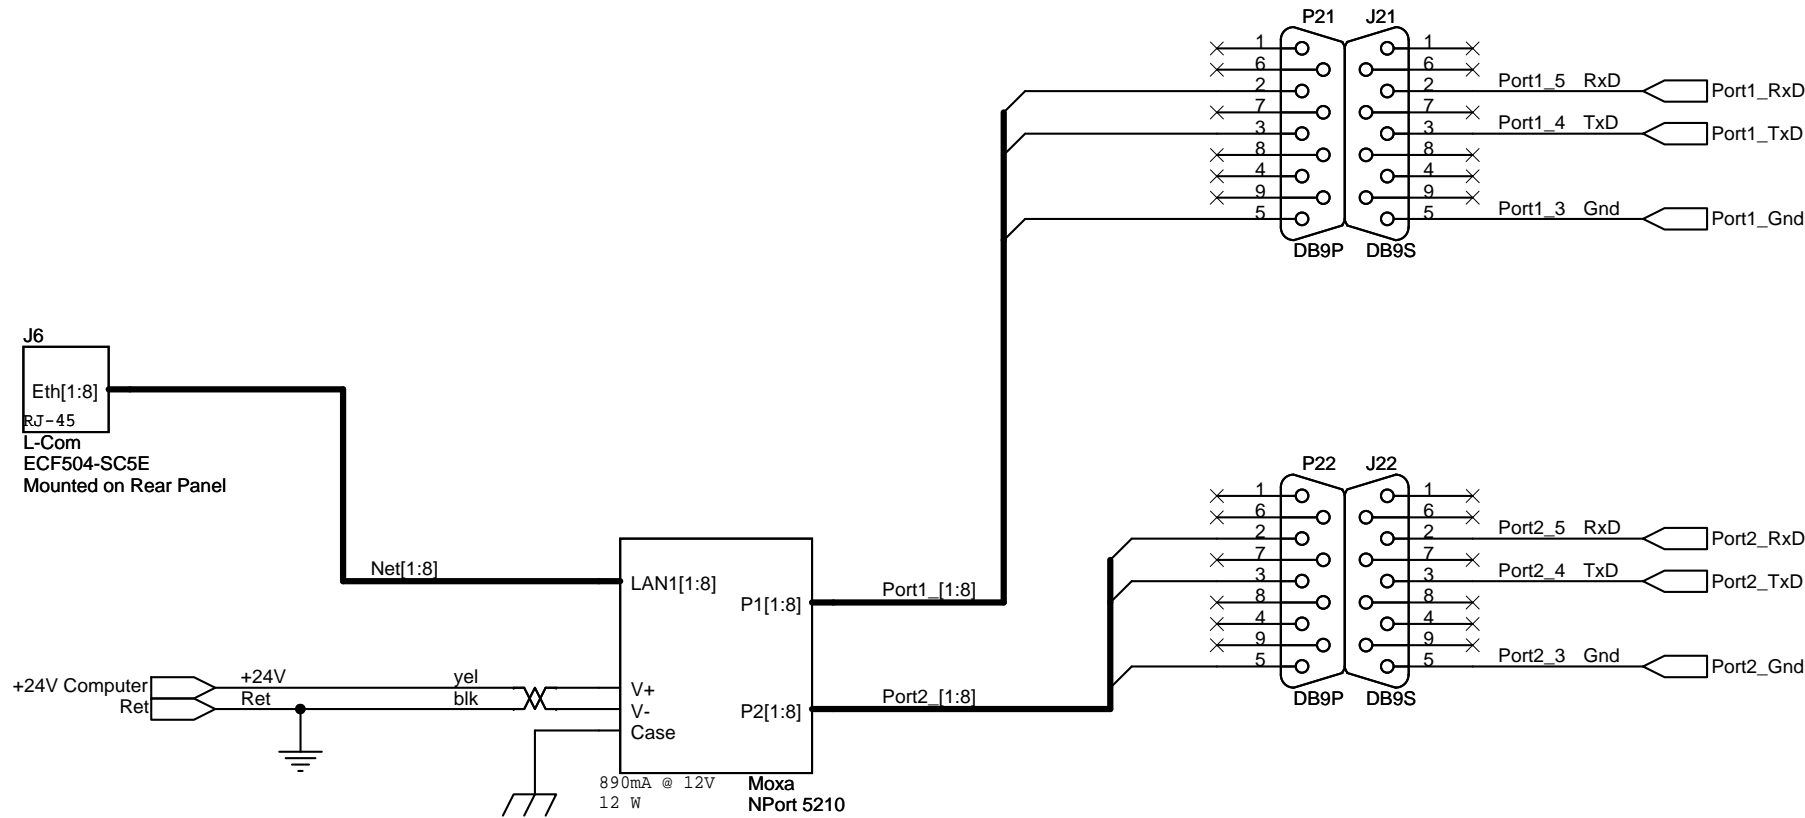 P21 J21
1 1
6 6
2 2 Port1_5 RxD Port1_RxD
7 7
3 3 Port1_4 TxD Port1_TxD
8 8
4 4
9 9
5 5 Port1_3 Gnd Port1_Gnd
DB9P DB9S
J6
Eth[1:8]
RJ-45
L-Com
ECF504-SC5E
Mounted on Rear Panel
P22 J22
1 1
6 6
2 2 Port2_5 RxD Port2_RxD
7 7
3 3 Port2_4 TxD Port2_TxD
8 8
4 4
9 9
5 5 Port2_3 Gnd Port2_Gnd
DB9P DB9S
Net[1:8]
LAN1[1:8]
P1[1:8]
Port1_[1:8]
+24V Computer +24V yel V+
Ret Ret blk V-
Case
P2[1:8]
Port2_[1:8]
890mA @ 12V
12 W
Moxa
NPort 5210